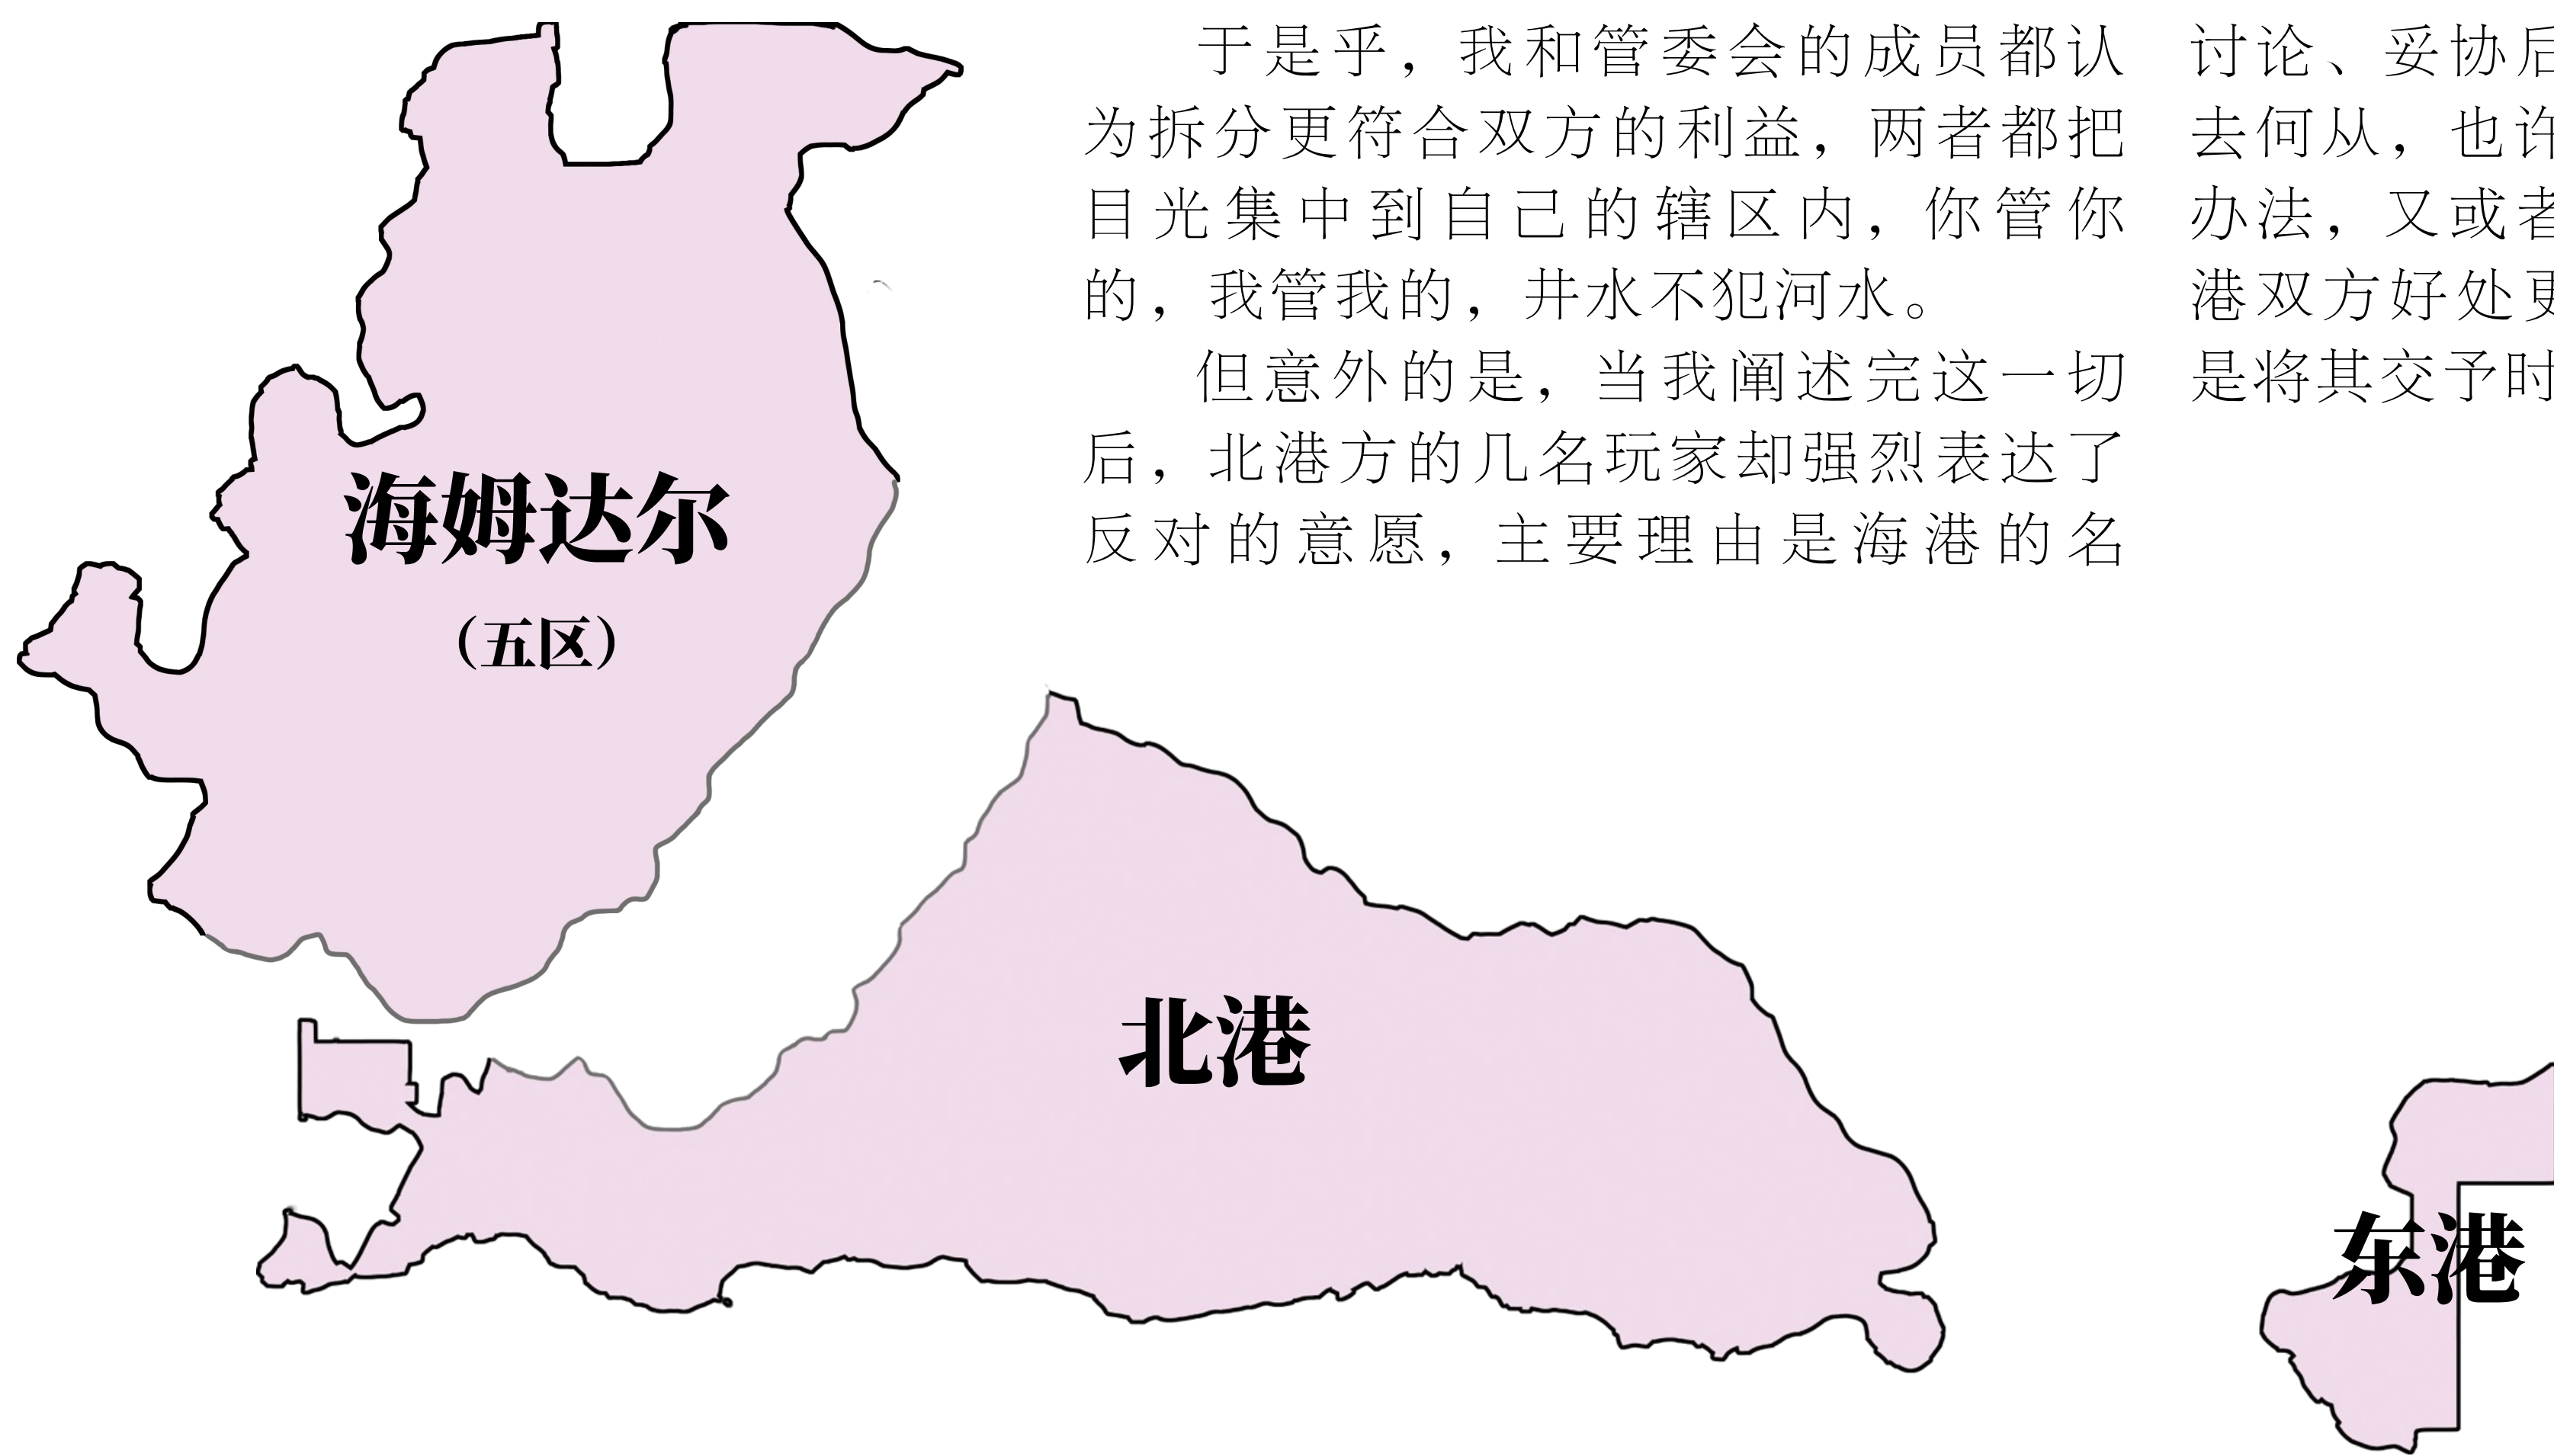 于是乎，我和管委会的成员都认
为拆分更符合双方的利益，两者都把
目光集中到自己的辖区内，你管你
的，我管我的，井水不犯河水。
但意外的是，当我阐述完这一切
后，北港方的几名玩家却强烈表达了
反对的意愿，主要理由是海港的名
讨论、妥协后
去何从，也许
办法，又或者
港双方好处更
是将其交予时
海姆达尔
（五区）
北港
东港